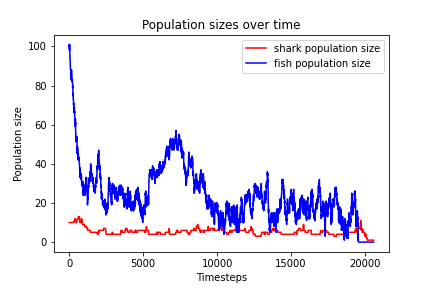 Population sizes over time
shark population size
fish population size
100
80
60
40
20
0
Population size
0
5000
10000
15000
20000
Timesteps